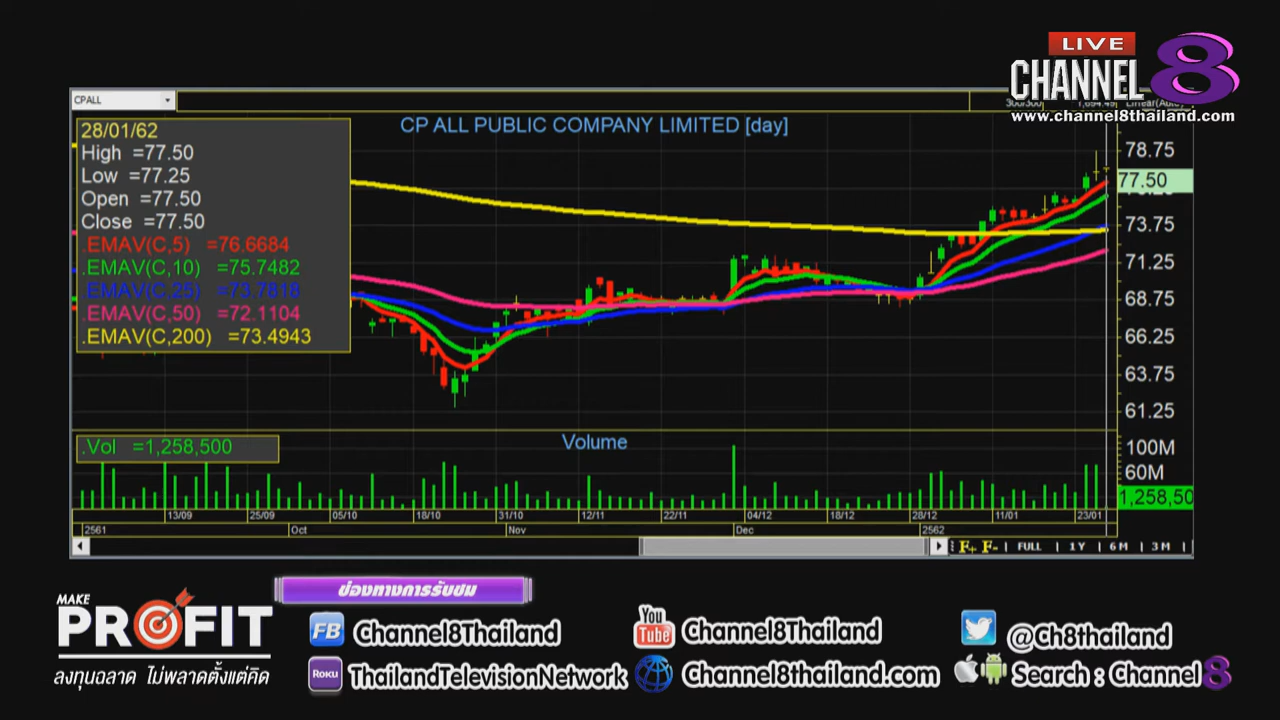 LIVE
CHANNEL 8
www.channel8thailand.com
CPALL
300/300
CP ALL PUBLIC COMPANY LIMITED [day]
28/01/62
High =77.50
Low =77.25
Open =77.50
Close =77.50
.EMAV(C,5) =76.6684
.EMAV(C,10) =75.7482
.EMAV(C,25) =73.7818
.EMAV(C,50) =72.1104
.EMAV(C,200) =73.4943
78.75
77.50
73.75
71.25
68.75
66.25
63.75
61.25
.Vol =1,258,500
Volume
100M
60M
1,258,50
13/09 25/09 05/10 18/10 31/10 12/11 22/11 04/12 18/12 28/12 11/01 23/01
2561 Oct Nov Dec 2562
F+ F- FULL 1Y 6M 3M
MAKE
PROFIT
ลงทุนฉลาด ไม่พลาดตั้งแต่คิด
ช่องทางการรับชม
FB Channel8Thailand
You Tube Channel8Thailand
@Ch8thailand
Roku ThailandTelevisionNetwork
Channel8thailand.com
Search : Channel 8